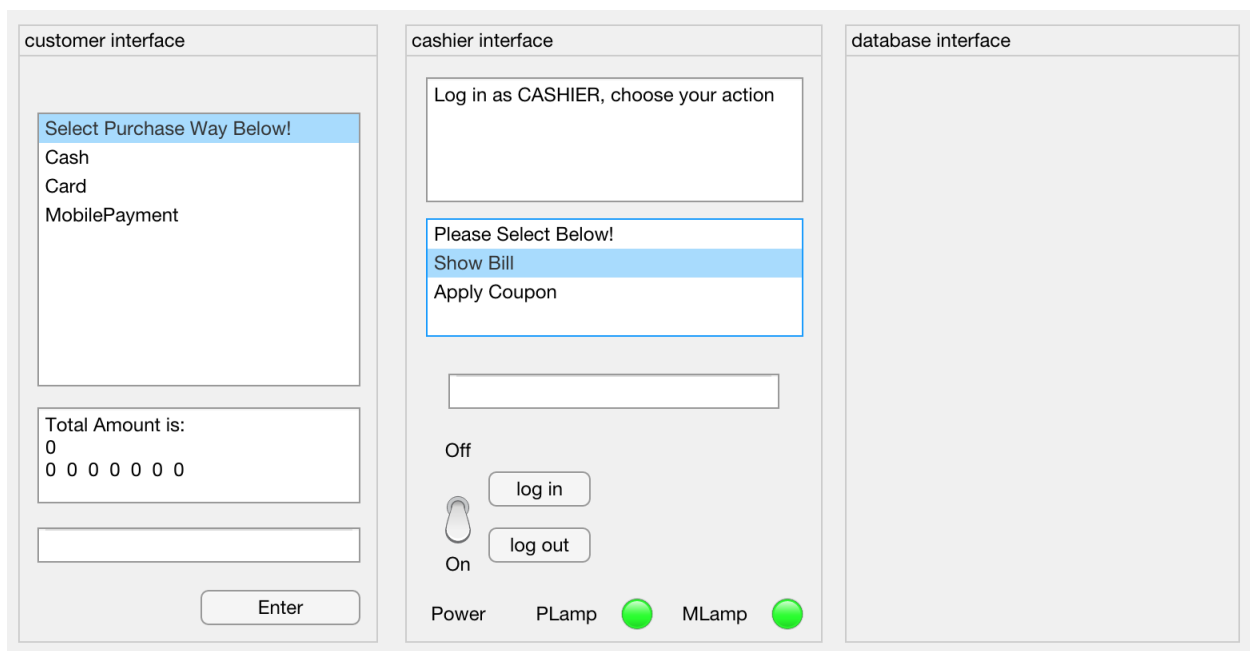 customer interface
Select Purchase Way Below!
Cash
Card
MobilePayment
Total Amount is:
0
0 0 0 0 0 0 0
Enter
cashier interface
Log in as CASHIER, choose your action
Please Select Below!
Show Bill
Apply Coupon
Off
log in
log out
On
Power PLamp MLamp
database interface